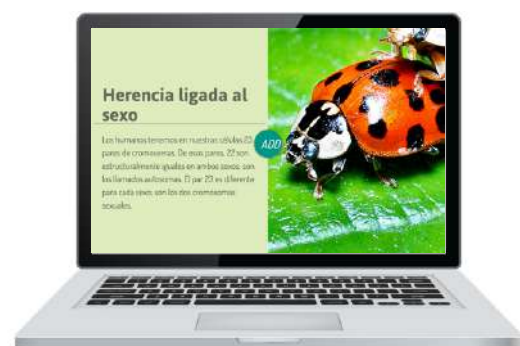 Herencia ligada al
sexo
Los humanos tenemos en nuestras células 23
pares de cromosomas. De esos pares, 22 son
estructuralmente iguales en ambos sexos: son
los llamados autosomas. El par 23 es diferente
para cada sexo: son los dos cromosomas
sexuales.
ADD